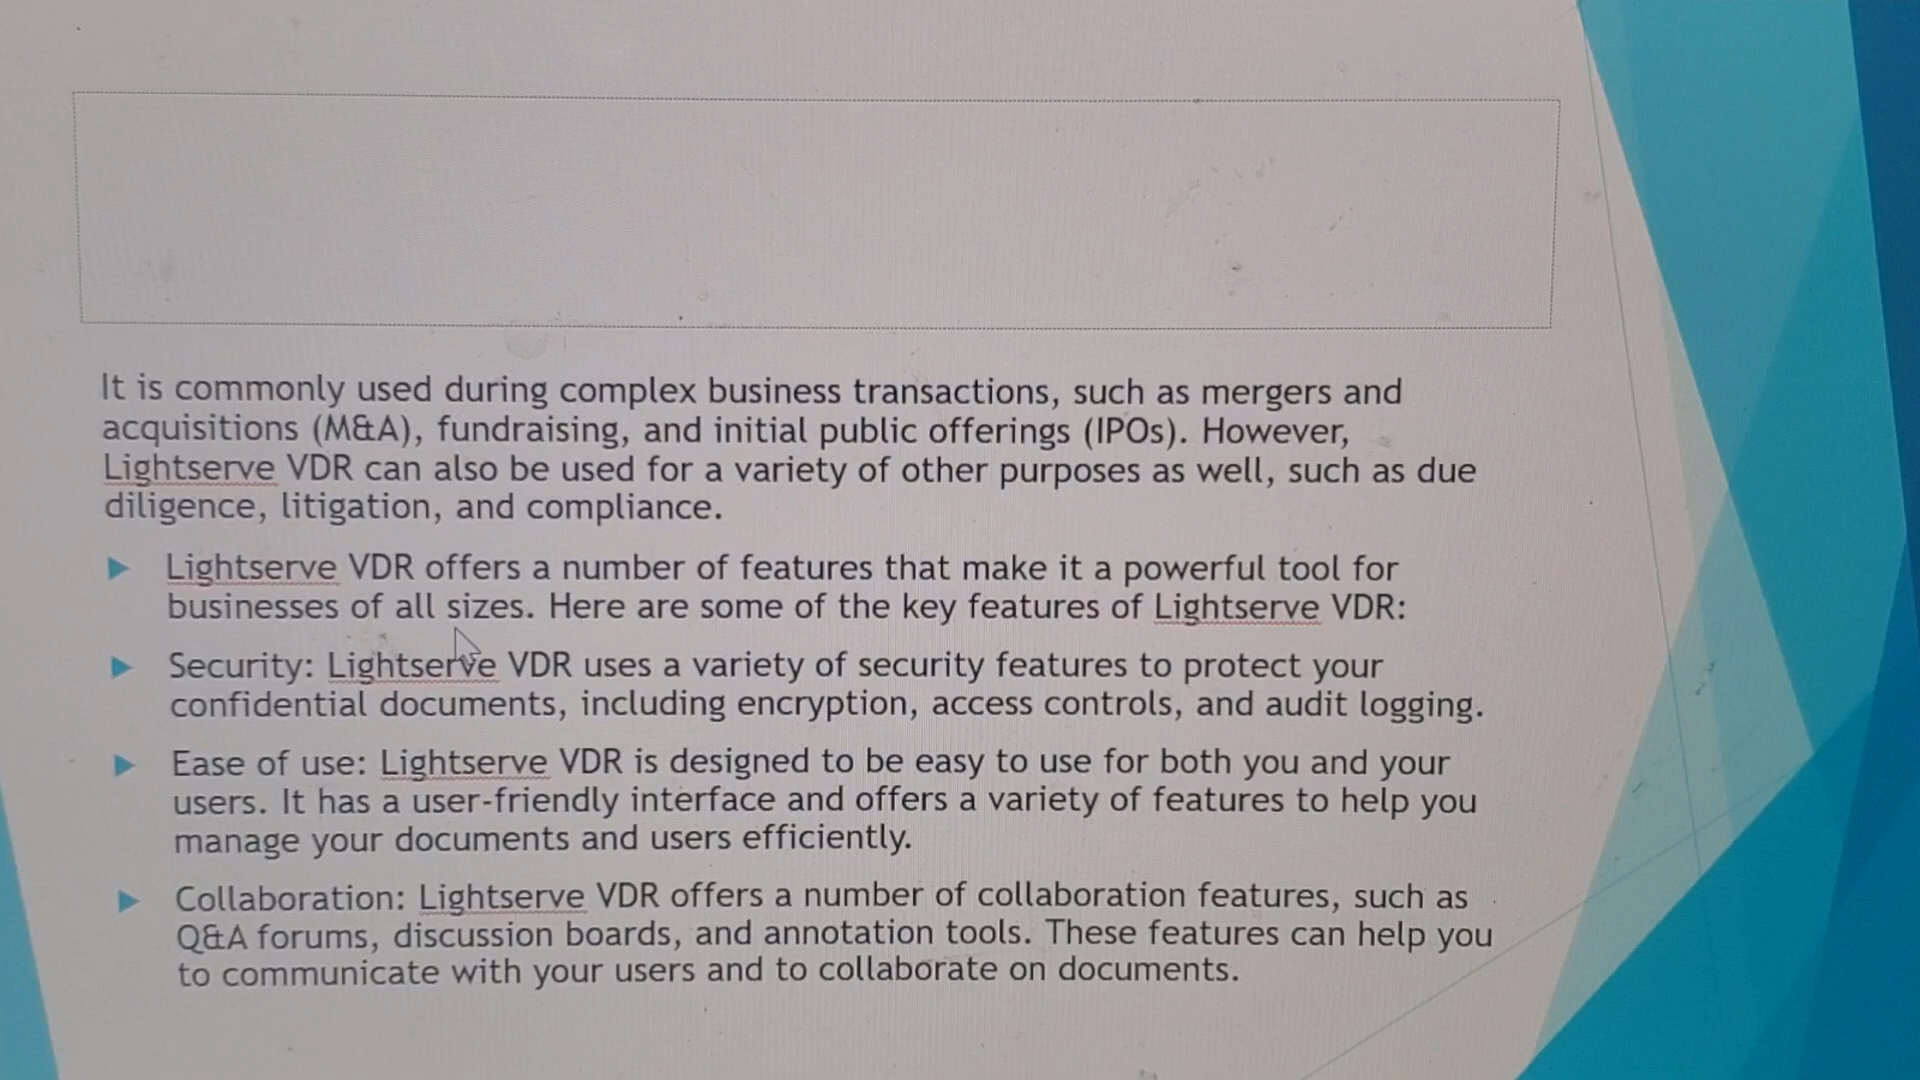 It is commonly used during complex business transactions, such as mergers and
acquisitions (M&A), fundraising, and initial public offerings (IPOs). However,
Lightserve VDR can also be used for a variety of other purposes as well, such as due
diligence, litigation, and compliance.
Lightserve VDR offers a number of features that make it a powerful tool for
businesses of all sizes. Here are some of the key features of Lightserve VDR:
Security: Lightserve VDR uses a variety of security features to protect your
confidential documents, including encryption, access controls, and audit logging.
Ease of use: Lightserve VDR is designed to be easy to use for both you and your
users. It has a user-friendly interface and offers a variety of features to help you
manage your documents and users efficiently.
Collaboration: Lightserve VDR offers a number of collaboration features, such as
Q&A forums, discussion boards, and annotation tools. These features can help you
to communicate with your users and to collaborate on documents.